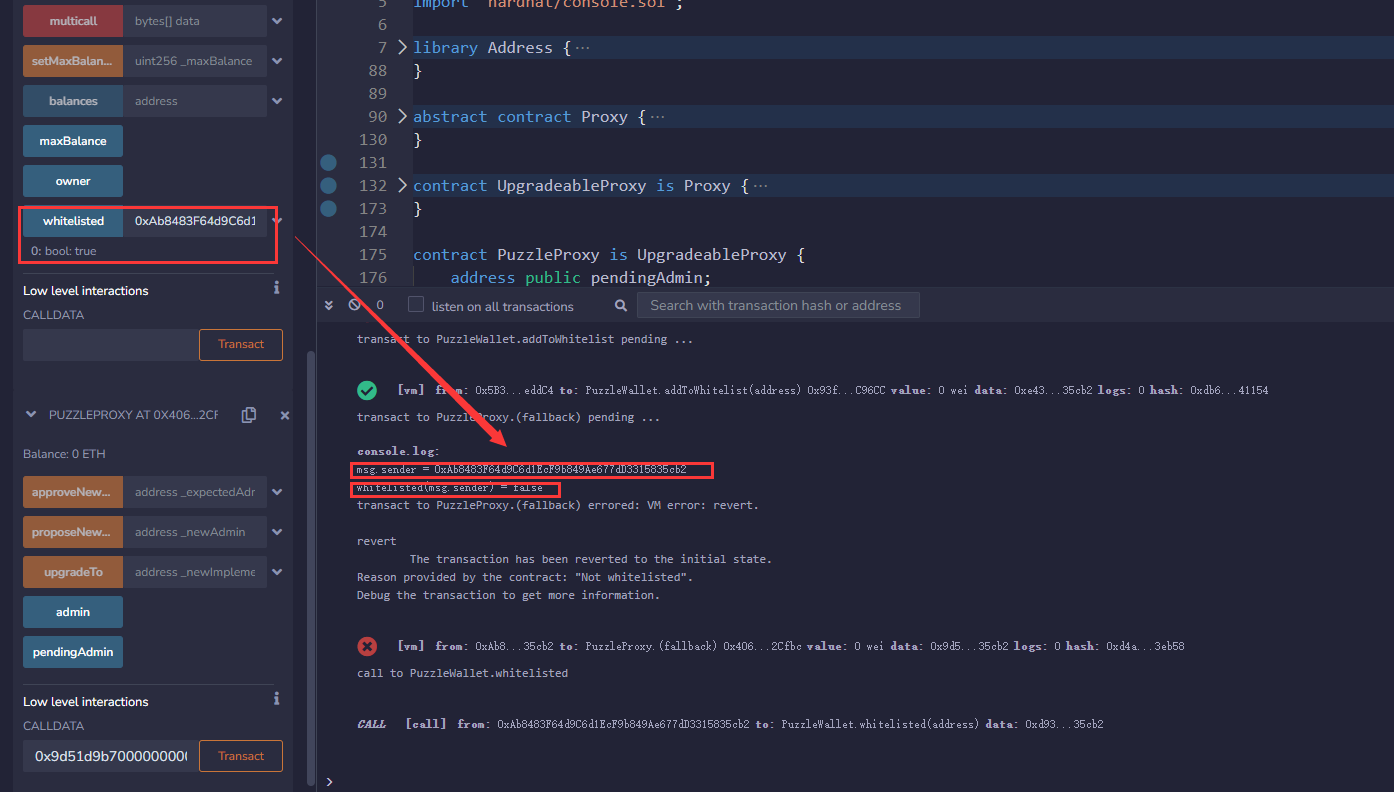 multicall bytes[] data
setMaxBalan... uint256 _maxBalance
balances address
maxBalance
owner
whitelisted 0xAb8483F64d9C6d1
0: bool: true
Low level interactions
CALLDATA
Transact
PUZZLEPROXY AT 0X406...2CF
Balance: 0 ETH
approveNew... address _expectedAdr
proposeNew... address _newAdmin
upgradeTo address _newImpleme
admin
pendingAdmin
Low level interactions
CALLDATA
0x9d51d9b7000000000 Transact
5 import "hardhat/console.sol";
6
7 library Address {···
88 }
89
90 abstract contract Proxy {···
130 }
131
132 contract UpgradeableProxy is Proxy {···
173 }
174
175 contract PuzzleProxy is UpgradeableProxy {
176 address public pendingAdmin;
0 listen on all transactions Search with transaction hash or address
transact to PuzzleWallet.addToWhitelist pending ...
[vm] from: 0x5B3...eddC4 to: PuzzleWallet.addToWhitelist(address) 0x93f...C96CC value: 0 wei data: 0xe43...35cb2 logs: 0 hash: 0xdb6...41154
transact to PuzzleProxy.(fallback) pending ...
console.log:
msg.sender = 0xAb8483F64d9C6d1EcF9b849Ae677dD3315835cb2
whitelisted(msg.sender) = false
transact to PuzzleProxy.(fallback) errored: VM error: revert.
revert
The transaction has been reverted to the initial state.
Reason provided by the contract: "Not whitelisted".
Debug the transaction to get more information.
[vm] from: 0xAb8...35cb2 to: PuzzleProxy.(fallback) 0x406...2Cfbc value: 0 wei data: 0x9d5...35cb2 logs: 0 hash: 0xd4a...3eb58
call to PuzzleWallet.whitelisted
CALL [call] from: 0xAb8483F64d9C6d1EcF9b849Ae677dD3315835cb2 to: PuzzleWallet.whitelisted(address) data: 0xd93...35cb2
>